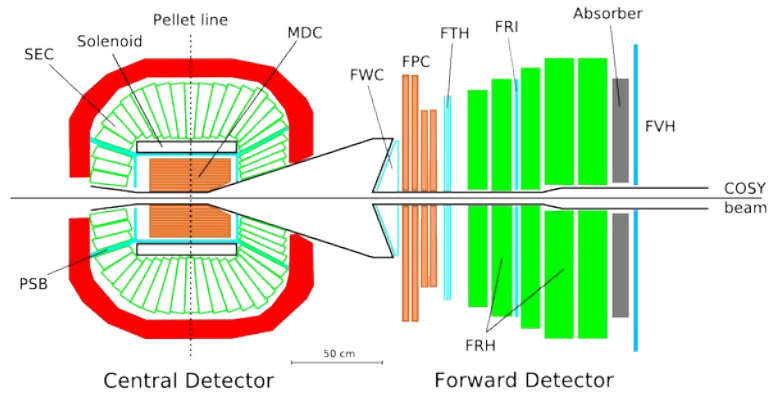 Pellet line
Solenoid
MDC
SEC
PSB
FWC
FPC
FTH
FRI
Absorber
FVH
COSY
beam
FRH
50 cm
Central Detector
Forward Detector